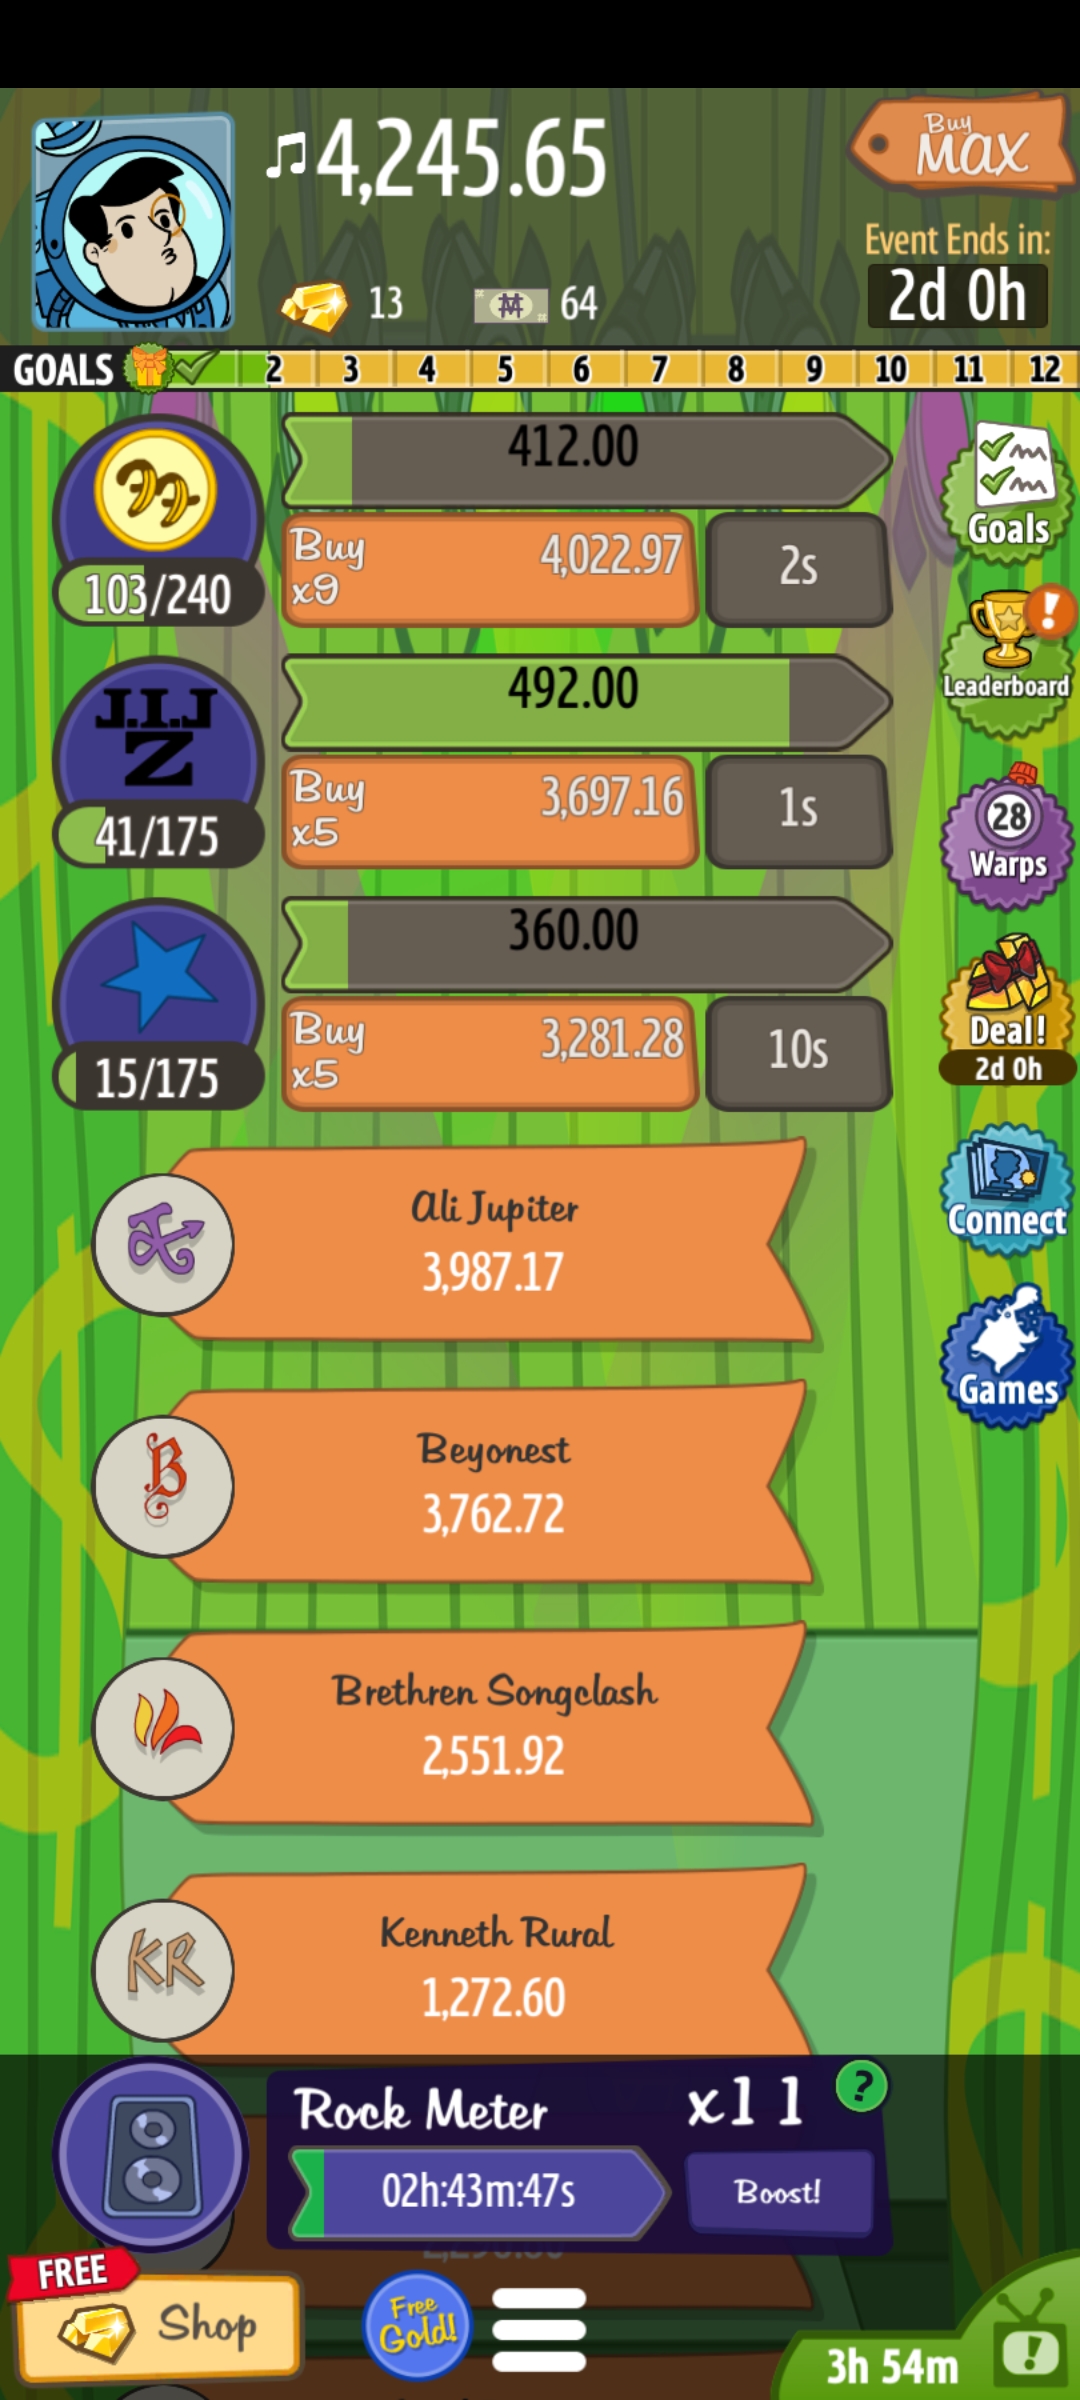 4,245.65
Buy
MAX
Event Ends in:
2d 0h
13
64
GOALS 2 3 4 5 6 7 8 9 10 11 12
412.00
Buy
x9
4,022.97
2s
103/240
Goals
J.I.J
Z
492.00
Buy
x5
3,697.16
1s
41/175
!
Leaderboard
28
Warps
360.00
Buy
x5
3,281.28
10s
15/175
Deal!
2d 0h
Ali Jupiter
3,987.17
Connect
Beyonest
3,762.72
B
Games
Brethren Songclash
2,551.92
Kenneth Rural
1,272.60
KR
Rock Meter
x11
?
02h:43m:47s
Boost!
FREE
Shop
Free
Gold!
3h 54m
!